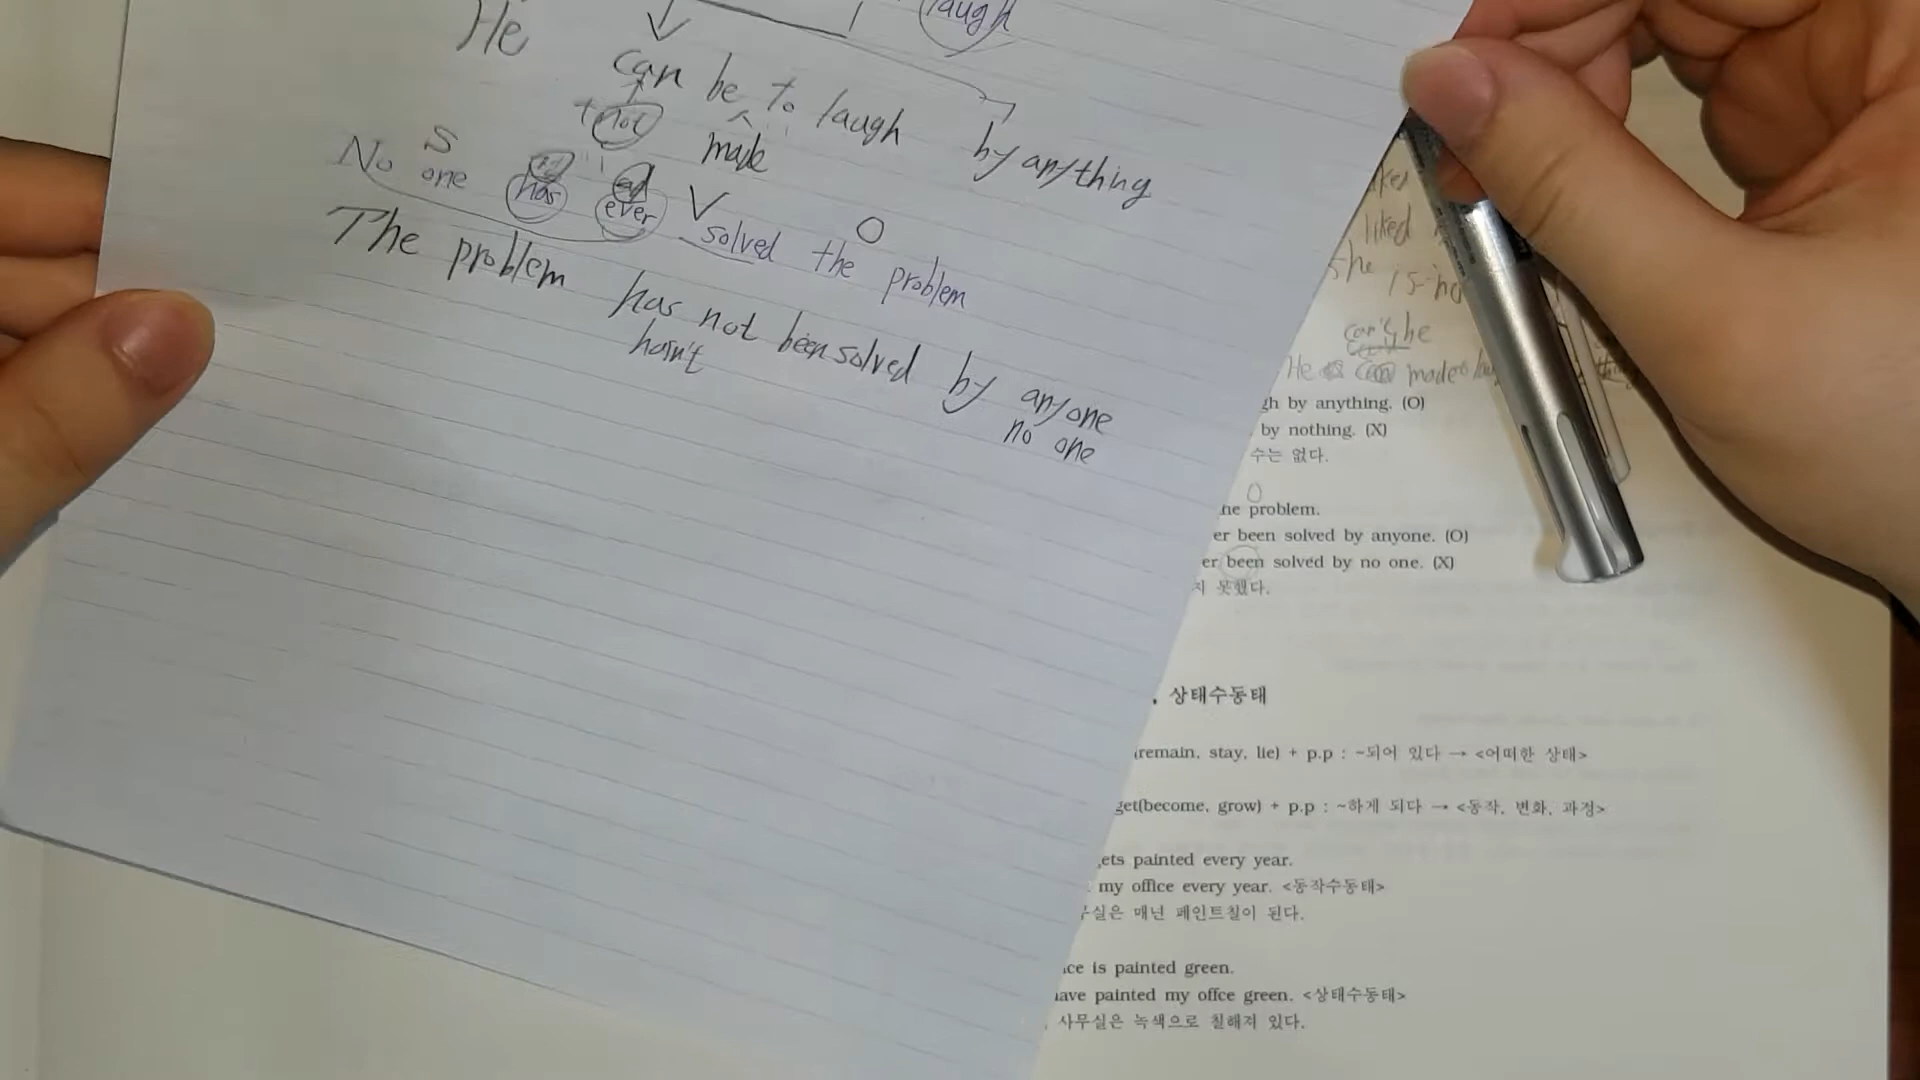 laugh
He can be to laugh by anything
+ not made
S
No one has ever solved the problem
V O
The problem has not been solved by anyone
hasn't no one
liked
can't be
He made to
gh by anything. (O)
by nothing. (X)
수는 없다.
O
he problem.
er been solved by anyone. (O)
er been solved by no one. (X)
지 못했다.
, 상태수동태
(remain, stay, lie) + p.p : ~되어 있다 → <어떠한 상태>
get(become, grow) + p.p : ~하게 되다 → <동작, 변화, 과정>
gets painted every year.
my office every year. <동작수동태>
무실은 매년 페인트칠이 된다.
ice is painted green.
have painted my offce green. <상태수동태>
사무실은 녹색으로 칠해져 있다.